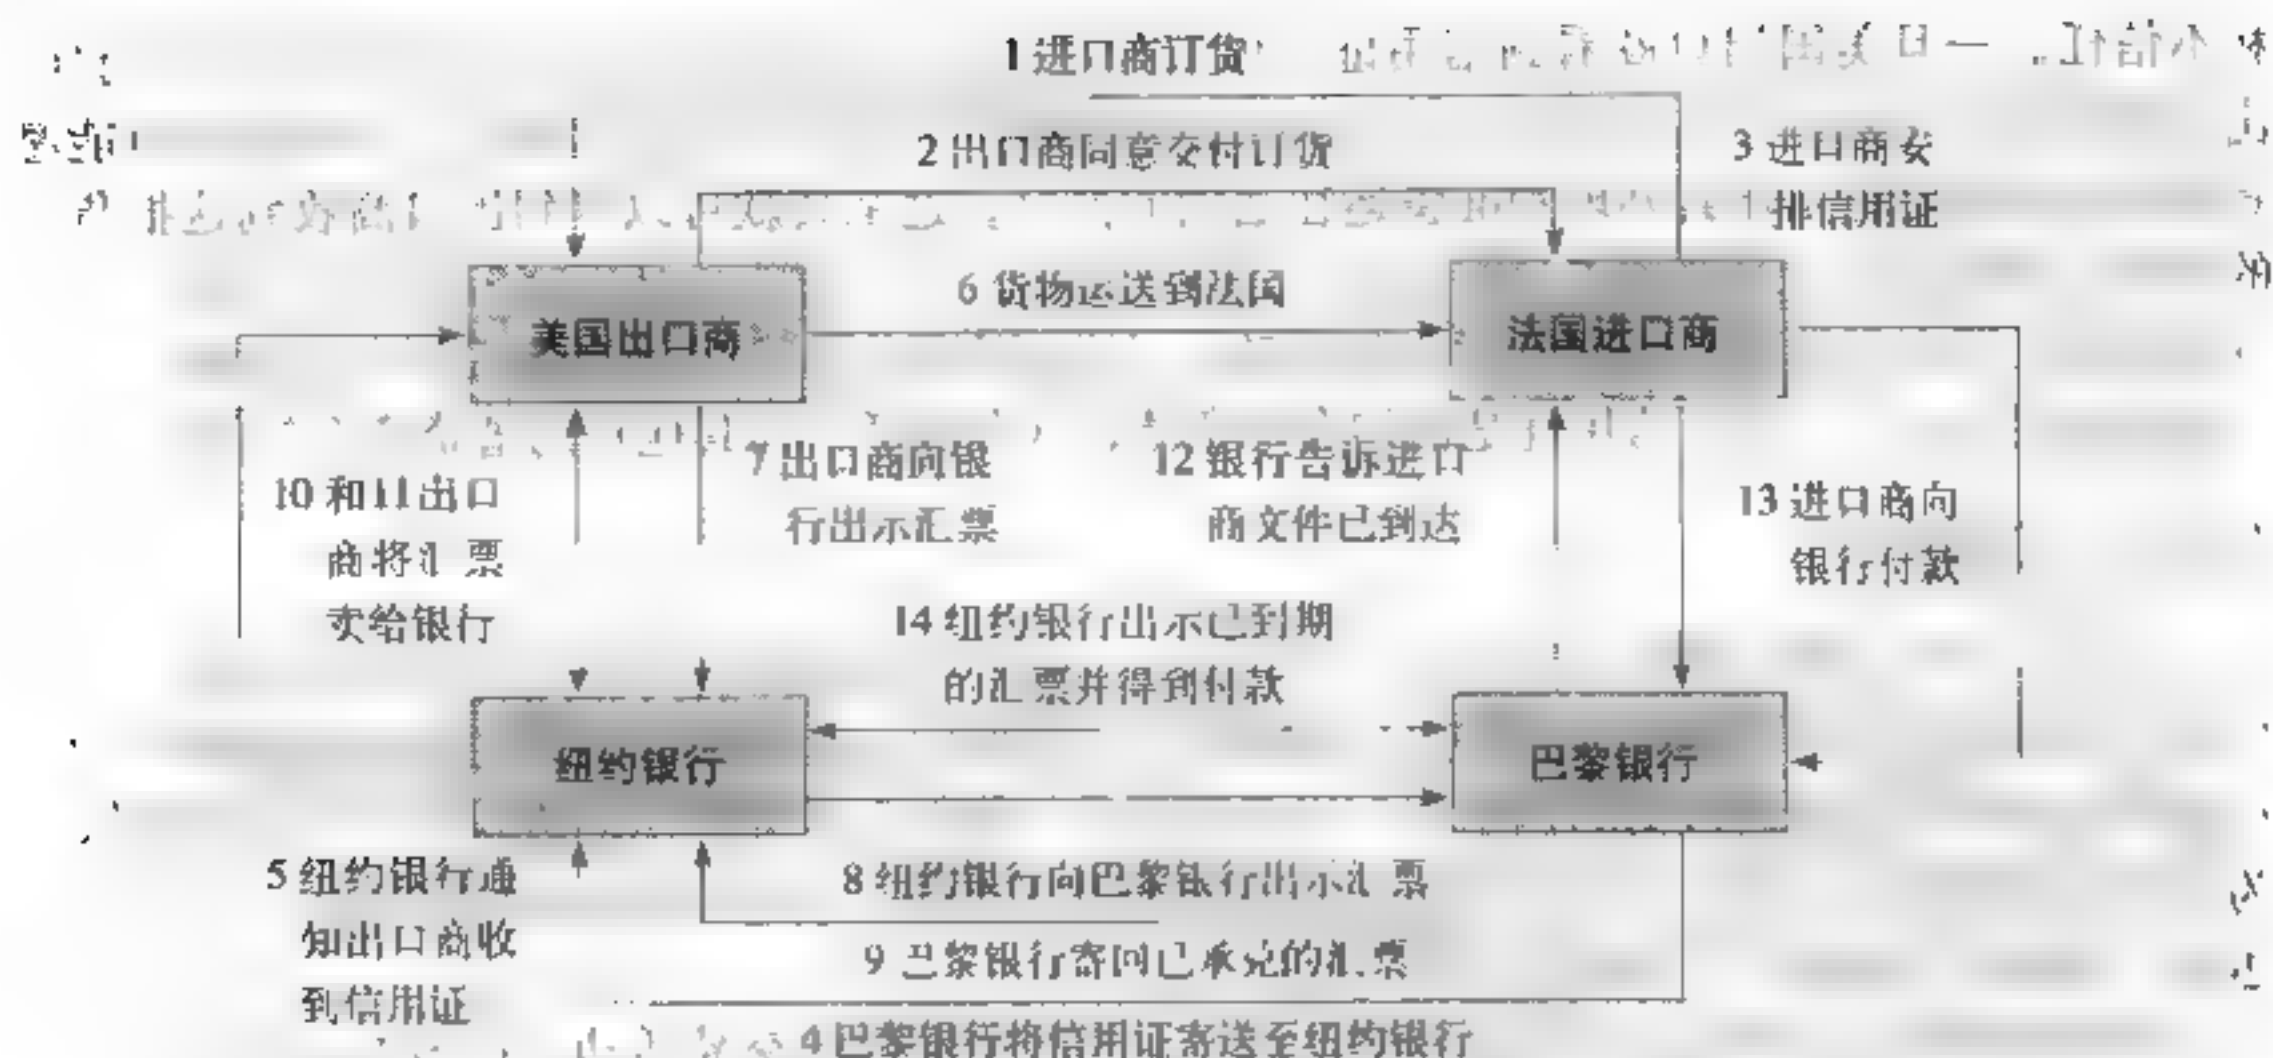 1 进口商订货
2 出口商同意交付订货
3 进口商安
排信用证
6 货物运送到法国
美国出口商
法国进口商
7 出口商向银
行出示汇票
12 银行告诉进口
商文件已到达
10 和 11 出口
商将汇票
卖给银行
13 进口商向
银行付款
14 纽约银行出示已到期
的汇票并得到付款
纽约银行
巴黎银行
5 纽约银行通
知出口商收
到信用证
8 纽约银行向巴黎银行出示汇票
9 巴黎银行寄回已承兑的汇票
4 巴黎银行将信用证寄送至纽约银行